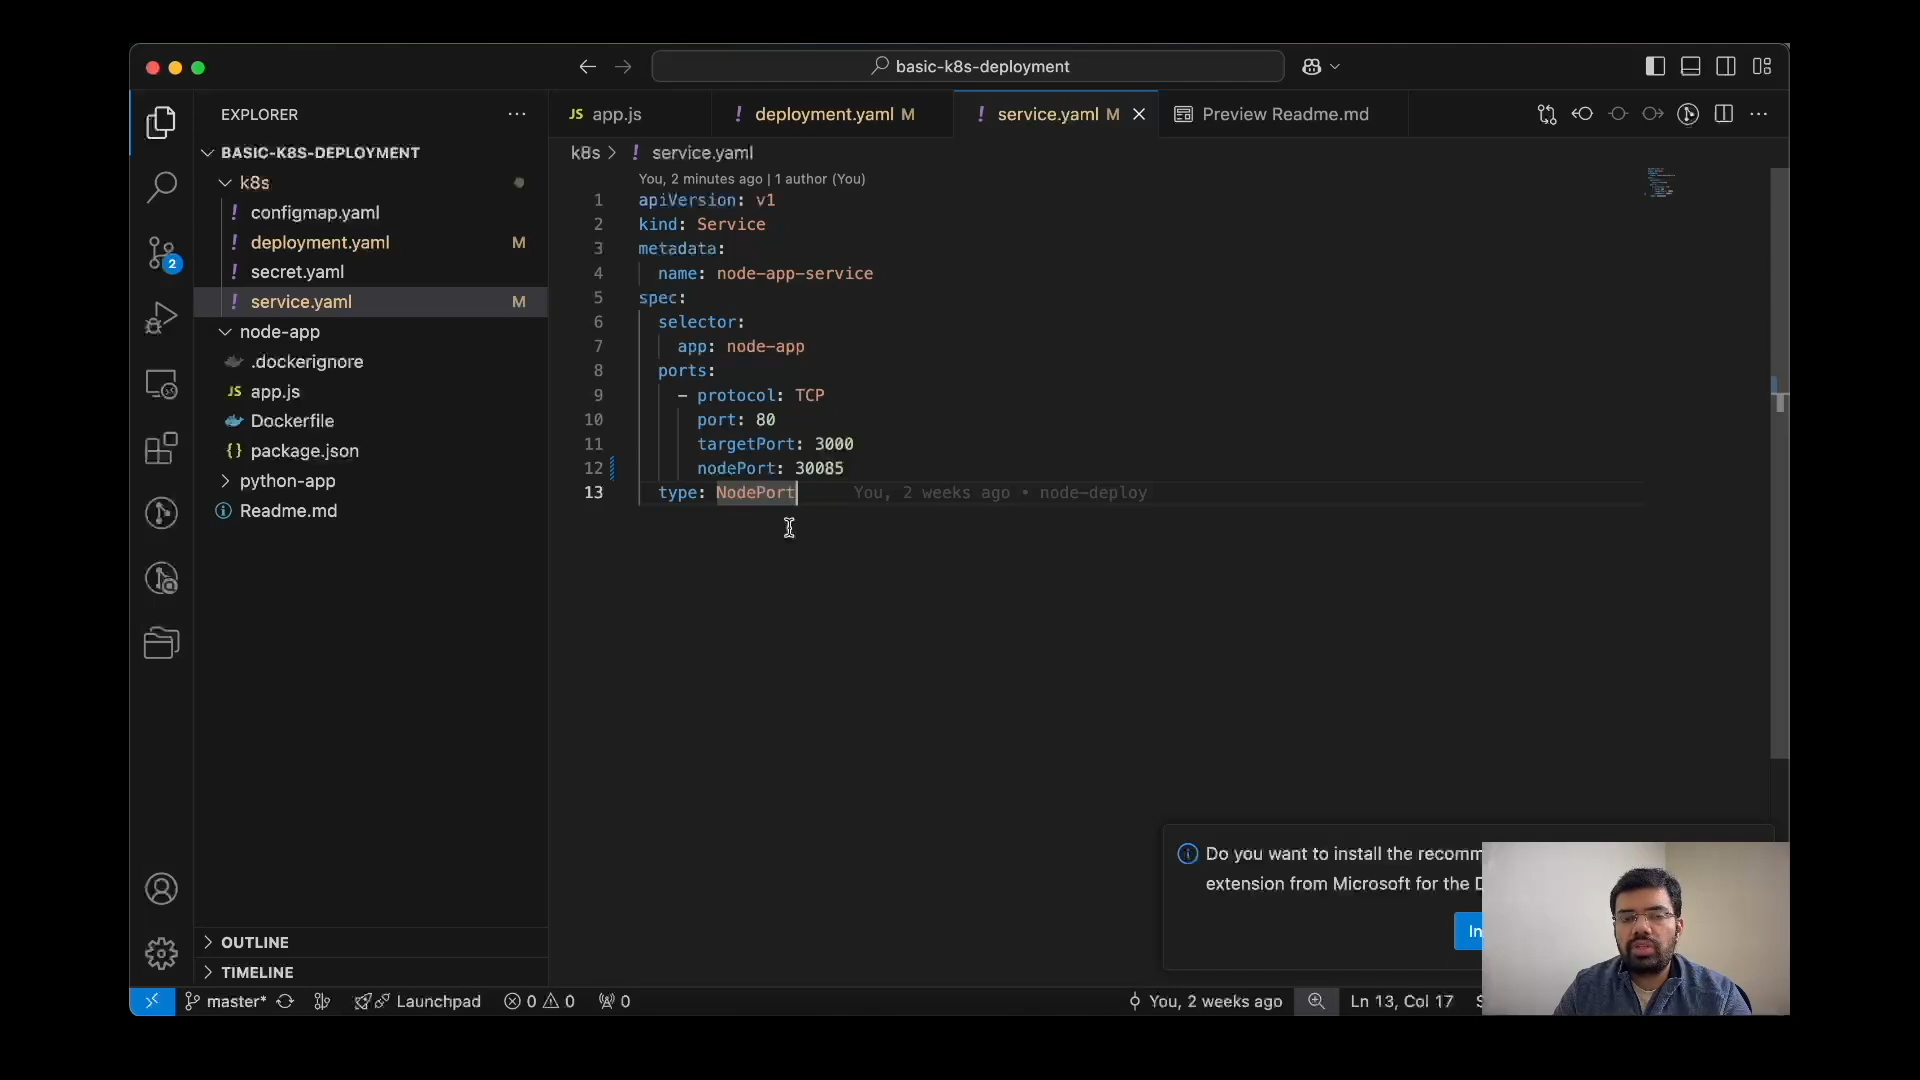 basic-k8s-deployment
EXPLORER
JS app.js
! deployment.yaml M
! service.yaml M
Preview Readme.md
BASIC-K8S-DEPLOYMENT
k8s
! configmap.yaml
! deployment.yaml M
! secret.yaml
! service.yaml M
node-app
.dockerignore
JS app.js
Dockerfile
{} package.json
python-app
Readme.md
k8s > ! service.yaml
You, 2 minutes ago | 1 author (You)
1 apiVersion: v1
2 kind: Service
3 metadata:
4 name: node-app-service
5 spec:
6 selector:
7 app: node-app
8 ports:
9 - protocol: TCP
10 port: 80
11 targetPort: 3000
12 nodePort: 30085
13 type: NodePort You, 2 weeks ago • node-deploy
2
Do you want to install the recomm
extension from Microsoft for the D
In
OUTLINE
TIMELINE
master* Launchpad 0 0 0 You, 2 weeks ago Ln 13, Col 17 S